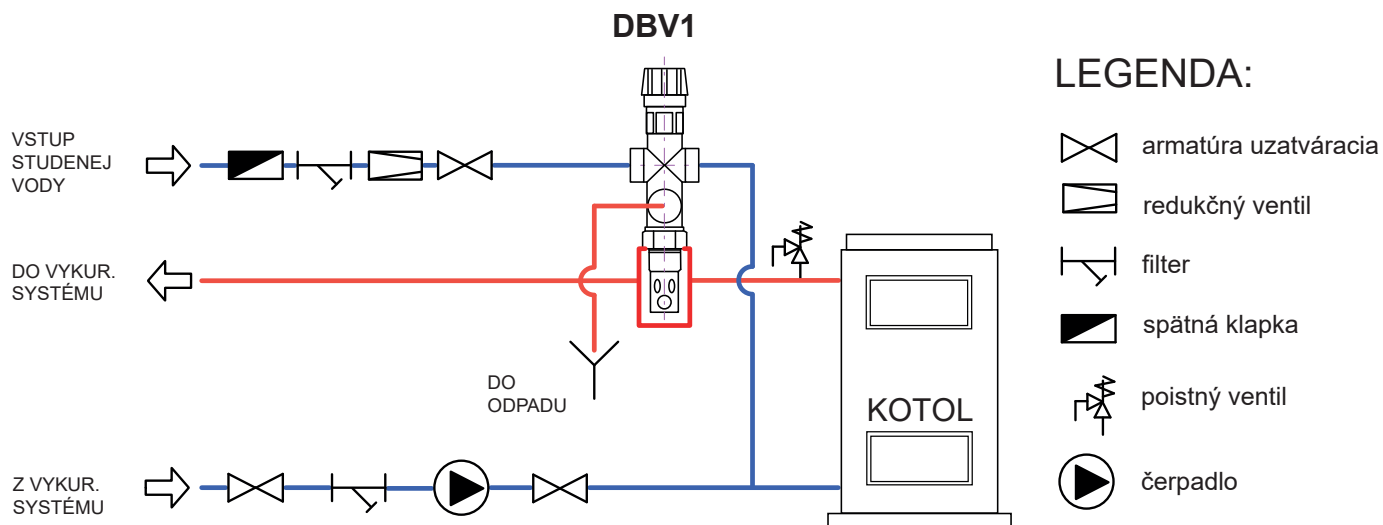 DBV1
LEGENDA:
VSTUP
STUDENEJ
VODY
armatúra uzatváracia
redukčný ventil
DO VYKUR.
SYSTÉMU
filter
spätná klapka
DO
ODPADU
KOTOL
poistný ventil
Z VYKUR.
SYSTÉMU
čerpadlo